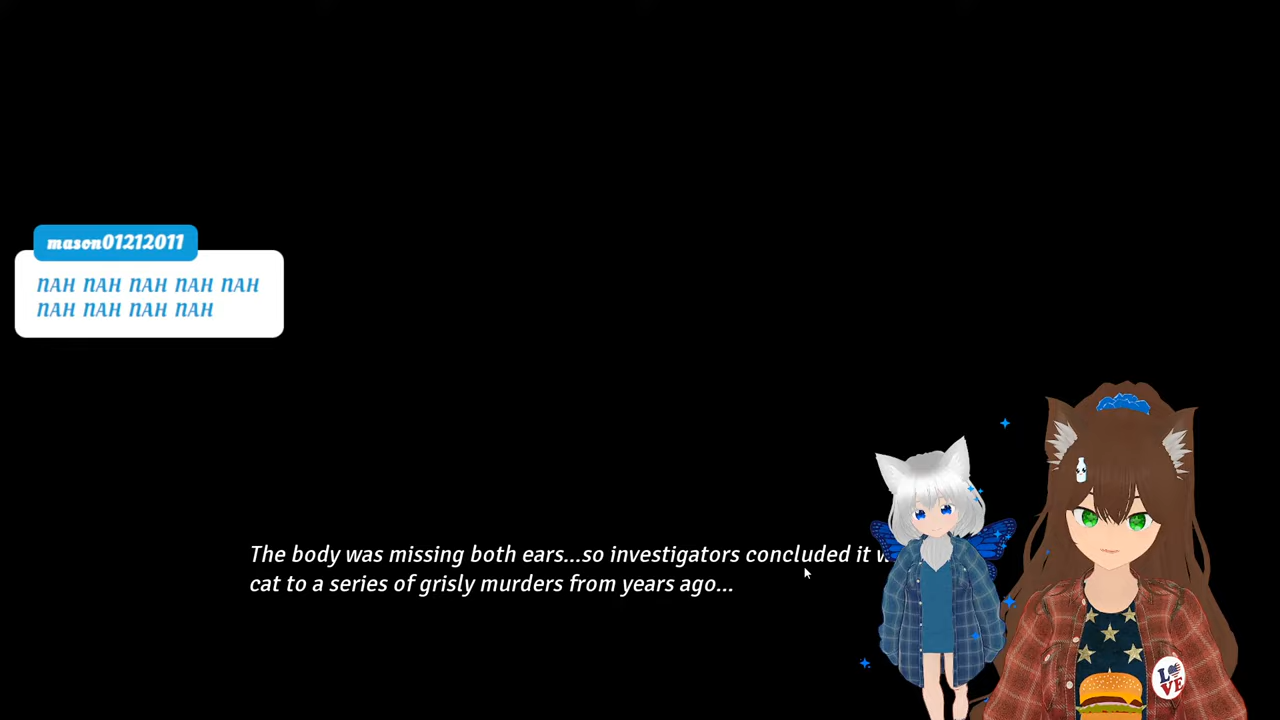 mason01212011
NAH NAH NAH NAH NAH
NAH NAH NAH NAH
The body was missing both ears...so investigators concluded it
cat to a series of grisly murders from years ago...
LOVE